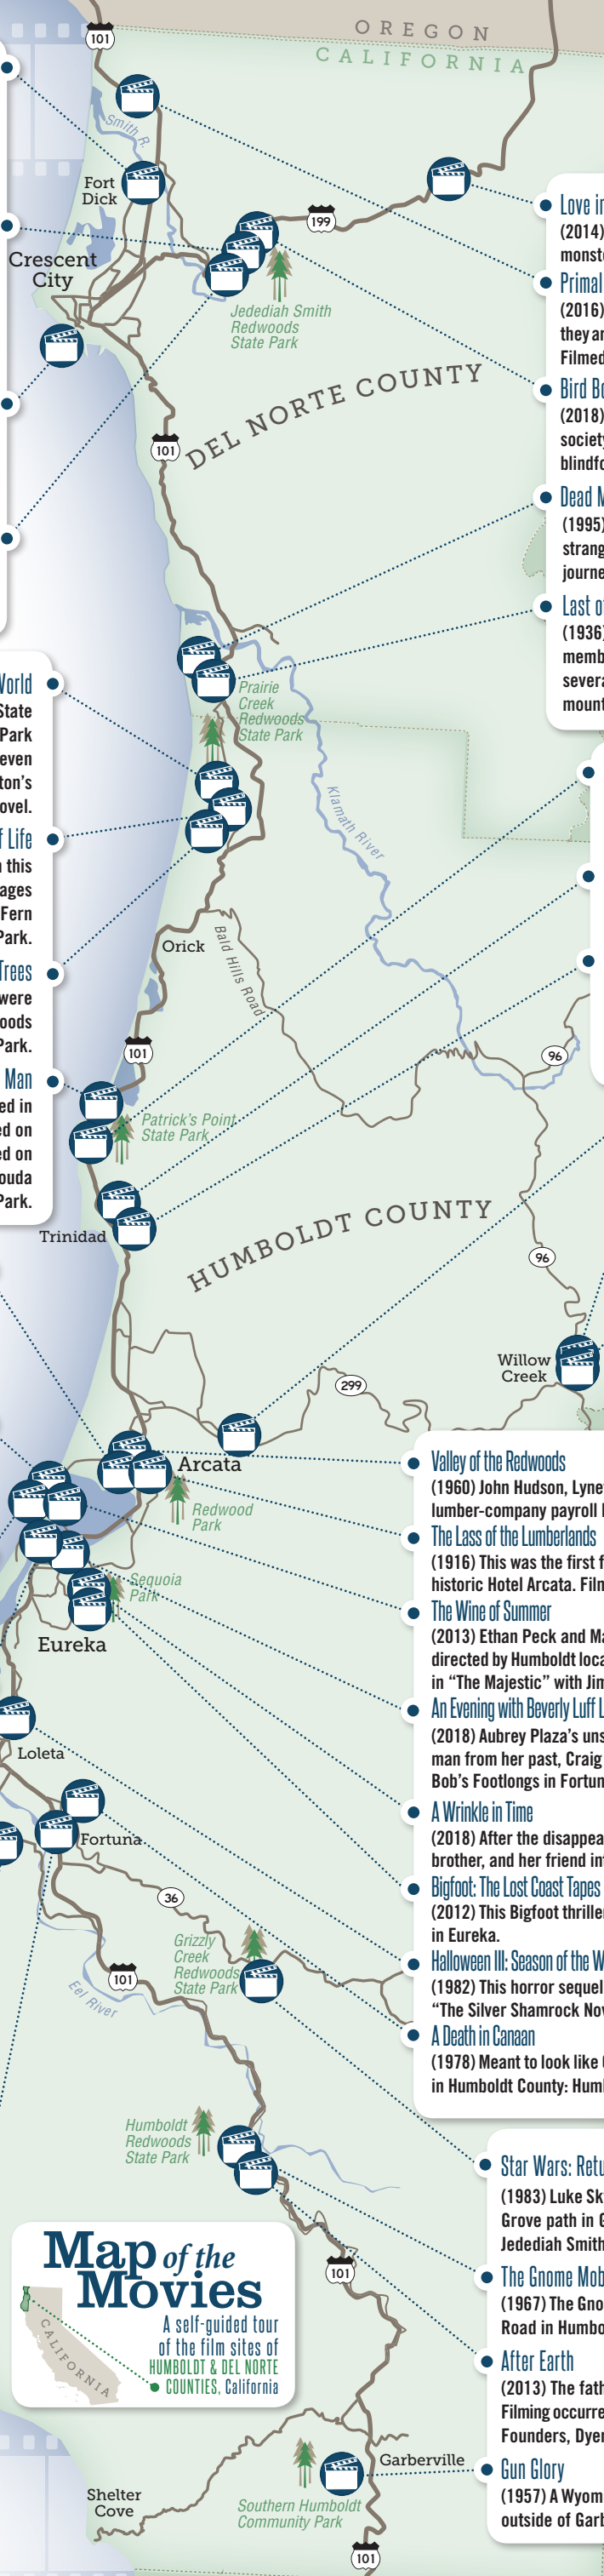 OREGON
CALIFORNIA
101
Smith R.
Fort
Dick
199
Crescent
City
Jedediah Smith
Redwoods
State Park
DEL NORTE COUNTY
101
Love in
(2014)
monst
Primal
(2016)
they ar
Filmed
Bird Bo
(2018)
society
blindfo
Dead M
(1995)
strang
journe
Last o
(1936)
memb
severa
mount
World
State
Park
even
ton's
ovel.
f Life
n this
ages
Fern
Park.
Trees
were
oods
Park.
Man
ed in
ed on
ed on
ouda
Park.
Prairie
Creek
Redwoods
State Park
Klamath River
Orick
Bald Hills Road
101
96
Patrick's Point
State Park
Trinidad
HUMBOLDT COUNTY
96
Willow
Creek
299
Arcata
Redwood
Park
Sequoia
Park
Eureka
Loleta
Fortuna
36
Grizzly
Creek
Redwoods
State Park
101
Eel River
Humboldt
Redwoods
State Park
101
Valley of the Redwoods
(1960) John Hudson, Lyne
lumber-company payroll
The Lass of the Lumberlands
(1916) This was the first f
historic Hotel Arcata. Film
The Wine of Summer
(2013) Ethan Peck and Ma
directed by Humboldt loca
in “The Majestic” with Jim
An Evening with Beverly Luff L
(2018) Aubrey Plaza's uns
man from her past, Craig
Bob's Footlongs in Fortun
A Wrinkle in Time
(2018) After the disappea
brother, and her friend in
Bigfoot: The Lost Coast Tapes
(2012) This Bigfoot thriller
in Eureka.
Halloween III: Season of the W
(1982) This horror sequel
“The Silver Shamrock Nov
A Death in Canaan
(1978) Meant to look like
in Humboldt County: Humb
Star Wars: Retu
(1983) Luke Sk
Grove path in G
Jedediah Smith
The Gnome Mob
(1967) The Gno
Road in Humbo
After Earth
(2013) The fath
Filming occurre
Founders, Dyer
Gun Glory
(1957) A Wyom
outside of Garb
Map of the
Movies
A self-guided tour
of the film sites of
HUMBOLDT & DEL NORTE
COUNTIES, California
CALIFORNIA
Garberville
Shelter
Cove
Southern Humboldt
Community Park
101